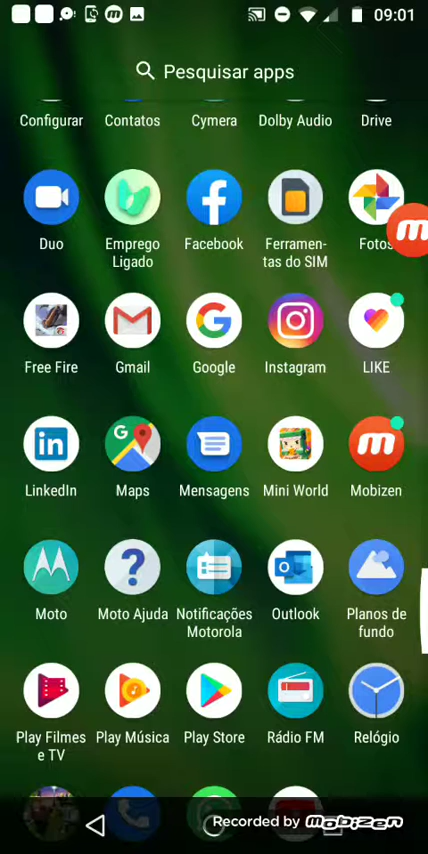 09:01
Pesquisar apps
Configurar Contatos Cymera Dolby Audio Drive
Duo Emprego Ligado Facebook Ferramen-tas do SIM Fotos
Free Fire Gmail Google Instagram LIKE
LinkedIn Maps Mensagens Mini World Mobizen
Moto Moto Ajuda Notificações Motorola Outlook Planos de fundo
Play Filmes e TV Play Música Play Store Rádio FM Relógio
Recorded by mobizen